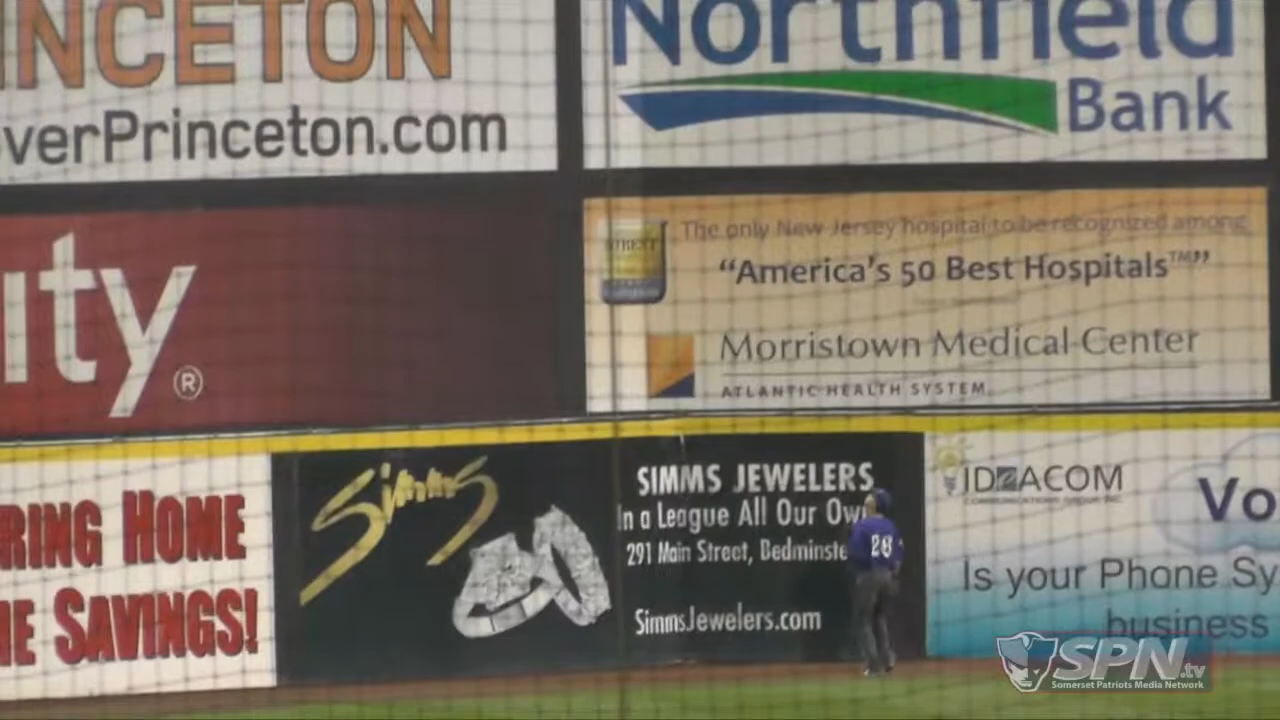 NCETON
verPrinceton.com
Northfield
Bank
ity®
The only New Jersey hospital to be recognized among
“America's 50 Best Hospitals™”
Morristown Medical Center
ATLANTIC HEALTH SYSTEM
RING HOME
E SAVINGS!
Simms
SIMMS JEWELERS
In a League All Our Ow
291 Main Street, Bedminste
SimmsJewelers.com
26
IDEACOM
Vo
Is your Phone Sy
business
SPN.tv
Somerset Patriots Media Network